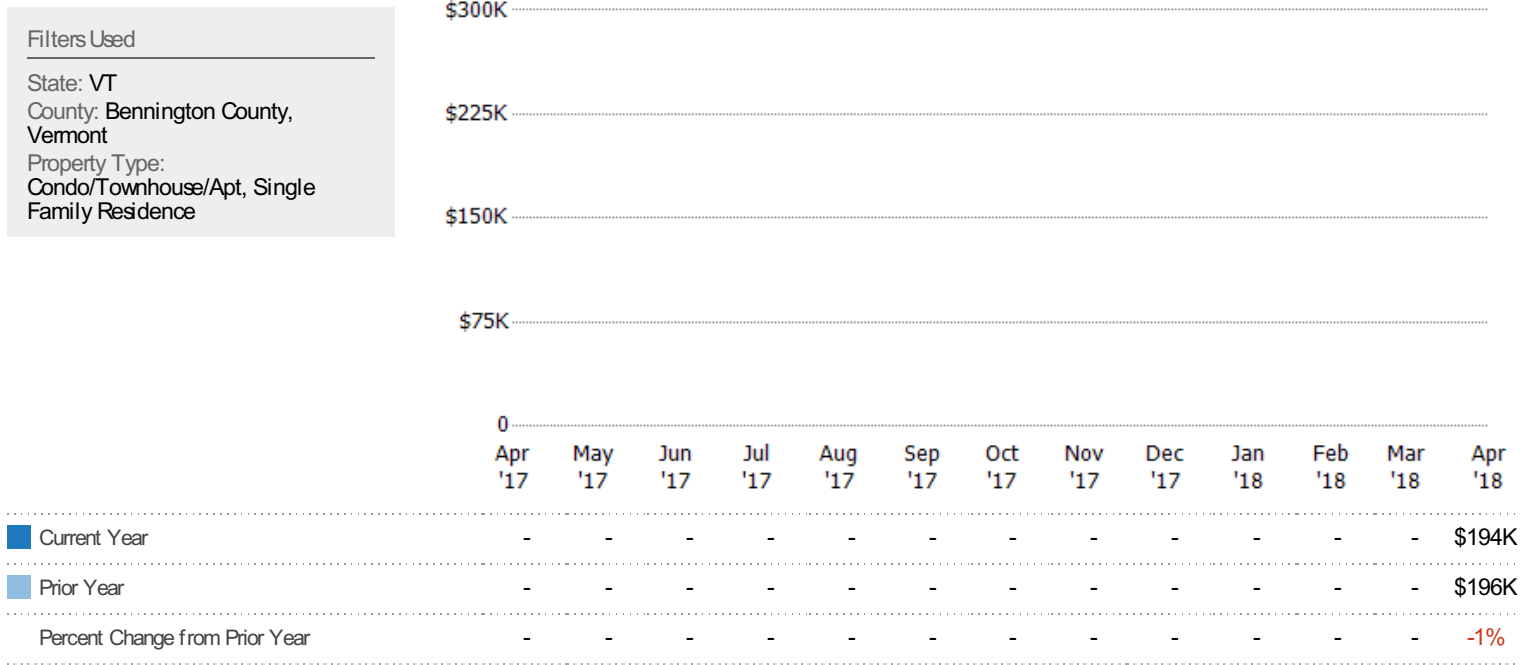 Filters Used
State: VT
County: Bennington County,
Vermont
Property Type:
Condo/Townhouse/Apt, Single
Family Residence
$300K
$225K
$150K
$75K
0
Apr May Jun Jul Aug Sep Oct Nov Dec Jan Feb Mar Apr
'17 '17 '17 '17 '17 '17 '17 '17 '17 '18 '18 '18 '18
Current Year - - - - - - - - - - - - $194K
Prior Year - - - - - - - - - - - - $196K
Percent Change from Prior Year - - - - - - - - - - - - -1%